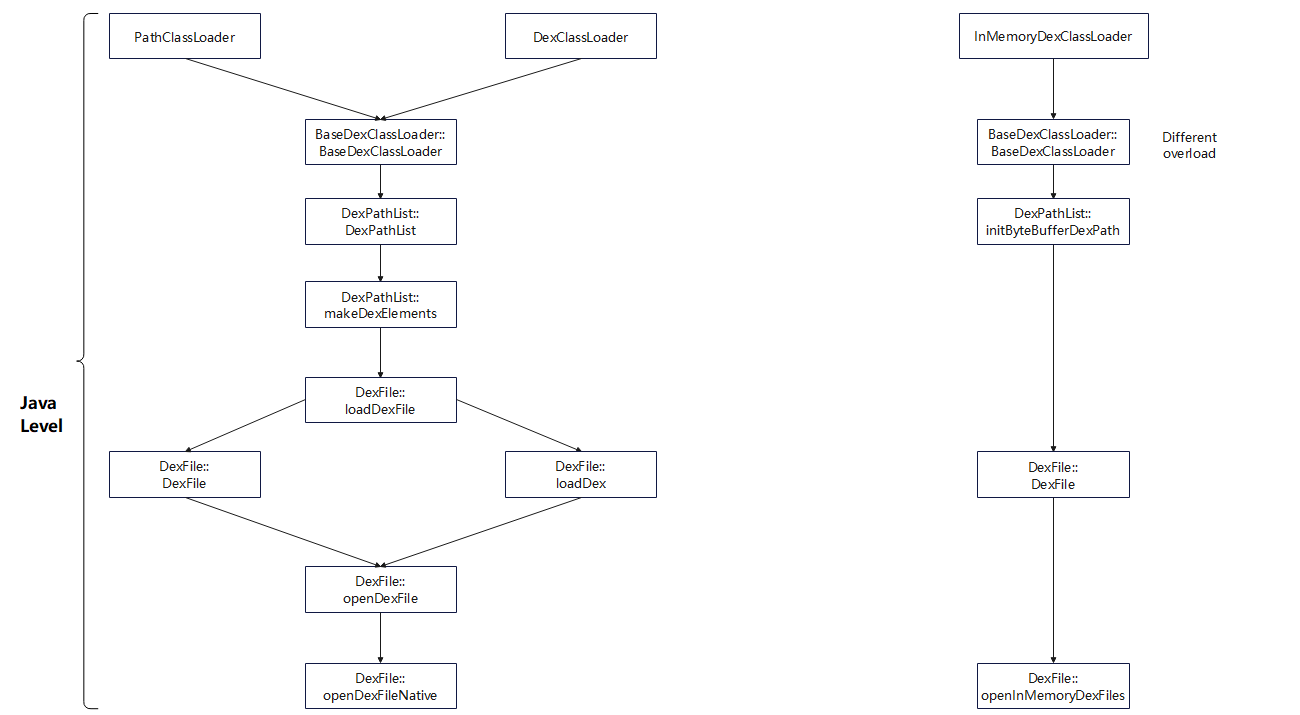 PathClassLoader
DexClassLoader
InMemoryDexClassLoader
BaseDexClassLoader::
BaseDexClassLoader
BaseDexClassLoader::
BaseDexClassLoader
Different
overload
DexPathList::
DexPathList
DexPathList::
initByteBufferDexPath
DexPathList::
makeDexElements
Java
Level
DexFile::
loadDexFile
DexFile::
DexFile
DexFile::
loadDex
DexFile::
DexFile
DexFile::
openDexFile
DexFile::
openDexFileNative
DexFile::
openInMemoryDexFiles